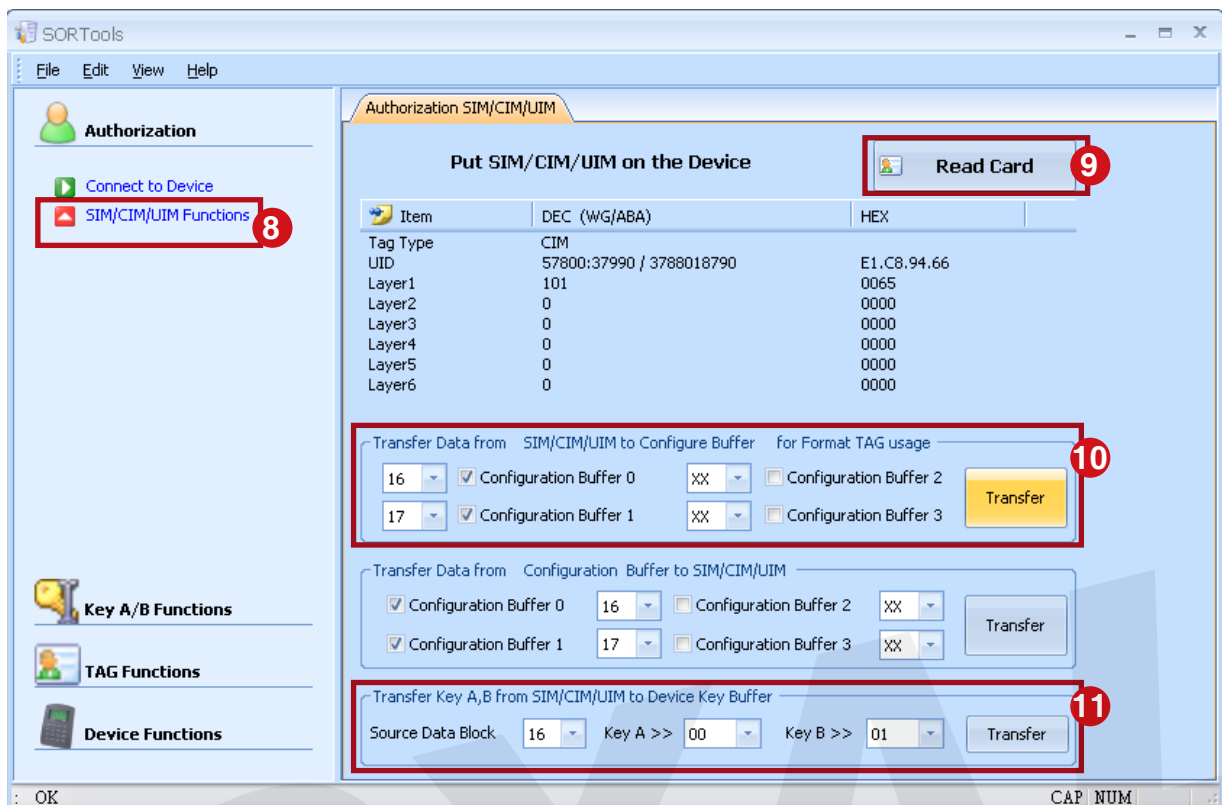 SORTools
File Edit View Help
Authorization
Connect to Device
SIM/CIM/UIM Functions
8
Key A/B Functions
TAG Functions
Device Functions
Authorization SIM/CIM/UIM
Put SIM/CIM/UIM on the Device
Read Card
9
Item DEC (WG/ABA) HEX
Tag Type CIM
UID 57800:37990 / 3788018790 E1.C8.94.66
Layer1 101 0065
Layer2 0 0000
Layer3 0 0000
Layer4 0 0000
Layer5 0 0000
Layer6 0 0000
Transfer Data from SIM/CIM/UIM to Configure Buffer for Format TAG usage
10
16 Configuration Buffer 0 XX Configuration Buffer 2
17 Configuration Buffer 1 XX Configuration Buffer 3
Transfer
Transfer Data from Configuration Buffer to SIM/CIM/UIM
Configuration Buffer 0 16 Configuration Buffer 2 XX
Configuration Buffer 1 17 Configuration Buffer 3 XX
Transfer
Transfer Key A,B from SIM/CIM/UIM to Device Key Buffer
11
Source Data Block 16 Key A >> 00 Key B >> 01 Transfer
: OK CAP NUM